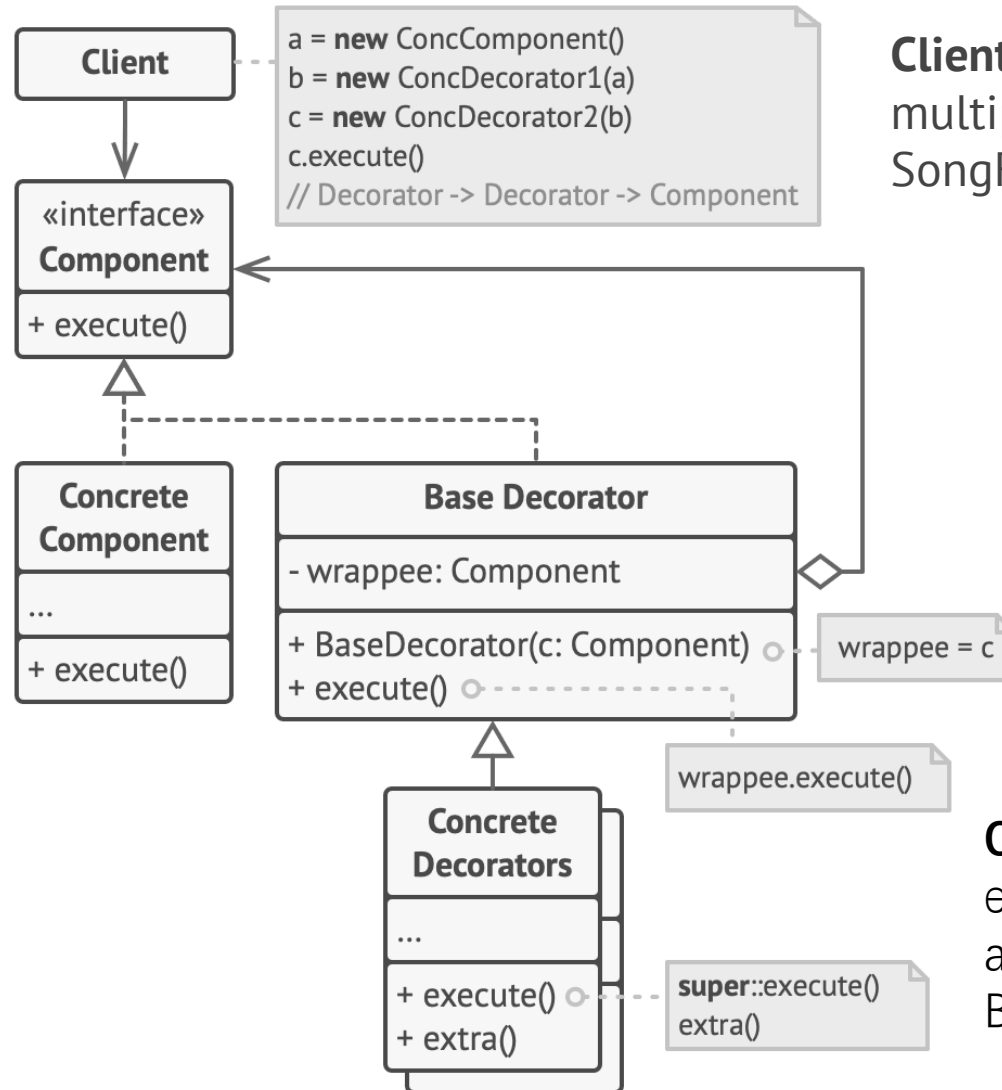 Client
a = new ConcComponent()
b = new ConcDecorator1(a)
c = new ConcDecorator2(b)
c.execute()
// Decorator -> Decorator -> Component
Client
multi
«interface»
Component
+ execute()
Concrete
Component
...
+ execute()
Base Decorator
- wrappee: Component
+ BaseDecorator(c: Component)
+ execute()
wrappee = c
wrappee.execute()
Concrete
Decorators
...
+ execute()
+ extra()
super::execute()
extra()